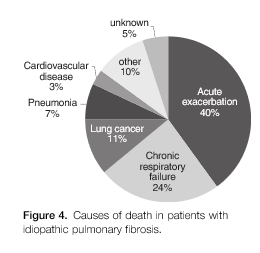 unknown
5%
Cardiovascular
disease
3%
other
10%
Acute
exacerbation
40%
Pneumonia
7%
Lung cancer
11%
Chronic
respiratory
failure
24%
Figure 4. Causes of death in patients with
idiopathic pulmonary fibrosis.